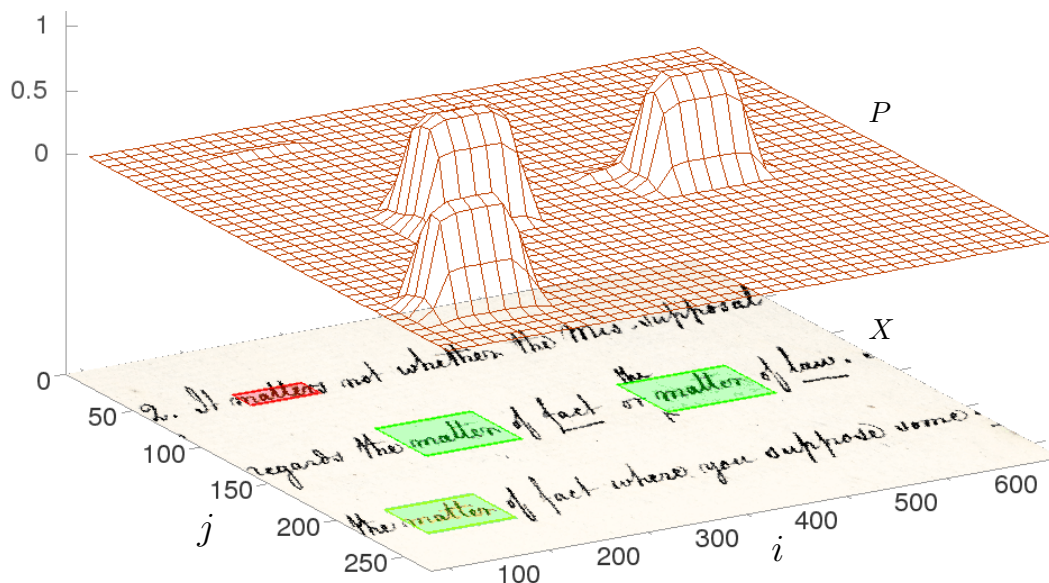 1
0.5
0
P
X
0
50
100
150
200
250
j
100
200
300
400
500
600
i
2. It matters not whether the Mis-supposal
regards the matter of fact or the matter of law.
the matter of fact where you suppose some